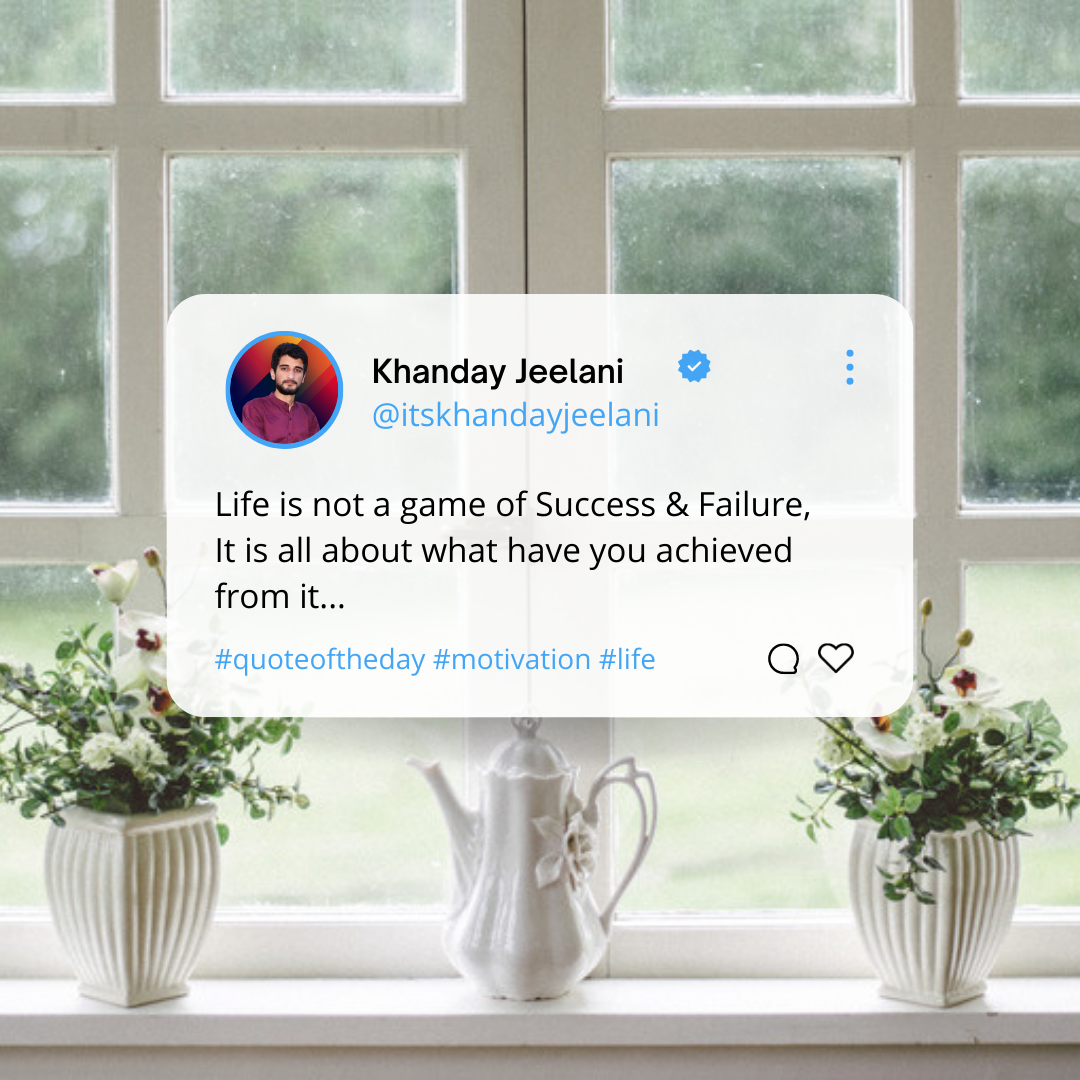 Khanday Jeelani
@itskhandayjeelani
Life is not a game of Success & Failure,
It is all about what have you achieved
from it...
#quoteoftheday #motivation #life